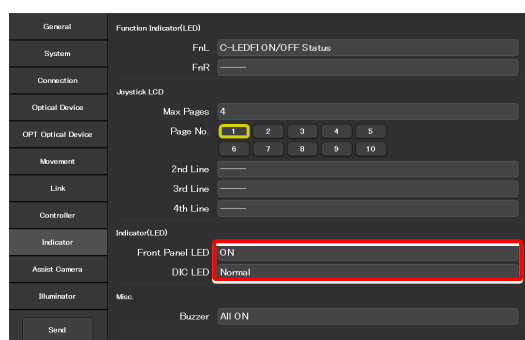 General
System
Connection
Optical Device
OPT Optical Device
Movement
Link
Controller
Indicator
Assist Camera
Illuminator
Send
Function Indicator(LED)
FnL C-LEDFI ON/OFF Status
FnR ----
Joystick LCD
Max Pages 4
Page No. 1 2 3 4 5
6 7 8 9 10
2nd Line ----
3rd Line ----
4th Line ----
Indicator(LED)
Front Panel LED ON
DIC LED Normal
Misc.
Buzzer All ON